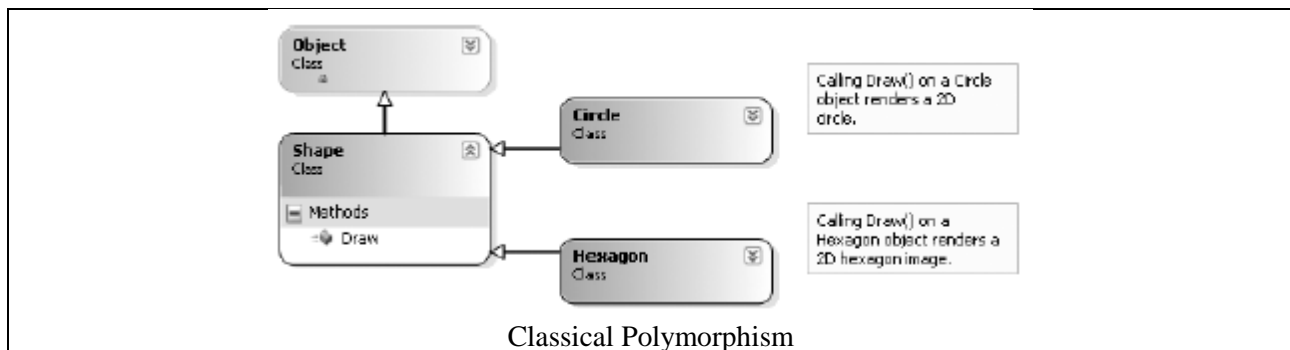 Object
Class
Shape
Class
Methods
Draw
Circle
Class
Calling Draw() on a Circle
object renders a 2D
circle.
Hexagon
Class
Calling Draw() on a
Hexagon object renders a
2D hexagon image.
Classical Polymorphism